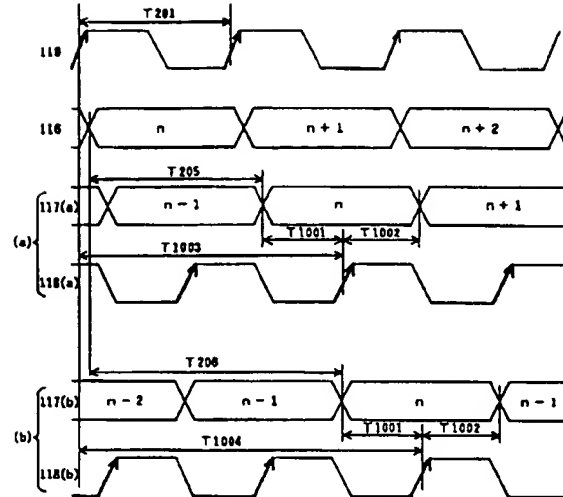 T201
119
116 n n + 1 n + 2
T205
117(a) n - 1 n n + 1
(a)
T1001 T1002
T1003
118(a)
T206
117(b) n - 2 n - 1 n n - 1
(b)
T1001 T1002
T1004
118(b)